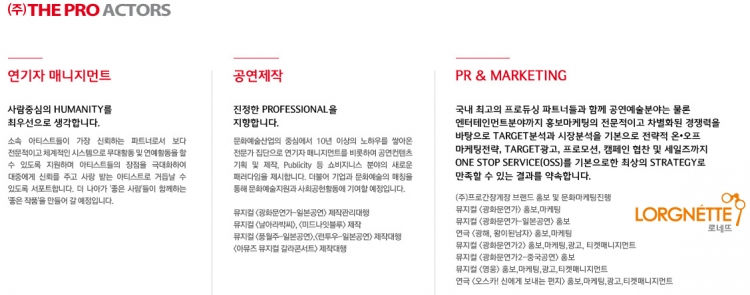 (주)THE PRO ACTORS
연기자 매니지먼트
사람중심의 HUMANITY를
최우선으로 생각합니다.
소속 아티스트들이 가장 신뢰하는 파트너로서 보다
전문적이고 체계적인 시스템으로 무대활동 및 연예활동을 할
수 있도록 지원하며 아티스트들의 장점을 극대화하여
대중에게 신뢰를 주고 사랑 받는 아티스트로 거듭날 수
있도록 서포트합니다. 더 나아가 '좋은 사람'들이 함께하는
'좋은 작품'을 만들어 갈 예정입니다.
공연제작
진정한 PROFESSIONAL을
지향합니다.
문화예술산업의 중심에서 10년 이상의 노하우를 쌓아온
전문가 집단으로 연기자 매니지먼트를 비롯하여 공연컨텐츠
기획 및 제작, Publicity 등 쇼비지니스 분야의 새로운
패러다임을 제시합니다. 더불어 기업과 문화예술의 매칭을
통해 문화예술지원과 사회공헌활동에 기여할 예정입니다.
뮤지컬 <광화문연가-일본공연> 제작관리대행
뮤지컬 <날아라박씨>, <미드나잇블루> 제작
뮤지컬 <풍월주-일본공연>, <런투우-일본공연> 제작대행
<아뮤즈 뮤지컬 갈라콘서트> 제작대행
PR & MARKETING
국내 최고의 프로듀싱 파트너들과 함께 공연예술분야는 물론
엔터테인먼트분야까지 홍보마케팅의 전문적이고 차별화된 경쟁력을
바탕으로 TARGET분석과 시장분석을 기본으로 전략적 온•오프
마케팅전략, TARGET광고, 프로모션, 캠페인 협찬 및 세일즈까지
ONE STOP SERVICE(OSS)를 기본으로한 최상의 STRATEGY로
만족할 수 있는 결과를 약속합니다.
(주)프로간장게장 브랜드 홍보 및 문화마케팅진행
뮤지컬 <광화문연가> 홍보,마케팅
뮤지컬 <광화문연가-일본공연> 홍보
연극 <광해, 왕이된남자> 홍보,마케팅
뮤지컬 <광화문연가2> 홍보,마케팅,광고, 티켓매니지먼트
뮤지컬 <광화문연가2-중국공연> 홍보
뮤지컬 <영웅> 홍보,마케팅,광고, 티켓매니지먼트
연극 <오스카! 신에게 보내는 편지> 홍보,마케팅,광고,티켓매니지먼트
LORGNETTE
로네뜨